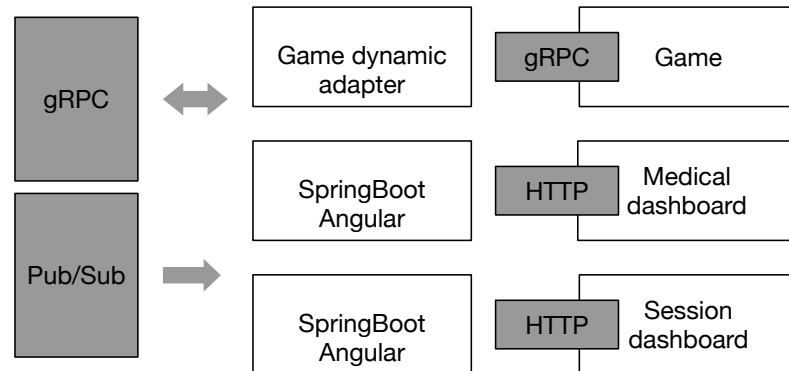 gRPC
Pub/Sub
Game dynamic
adapter
gRPC
Game
SpringBoot
Angular
HTTP
Medical
dashboard
SpringBoot
Angular
HTTP
Session
dashboard